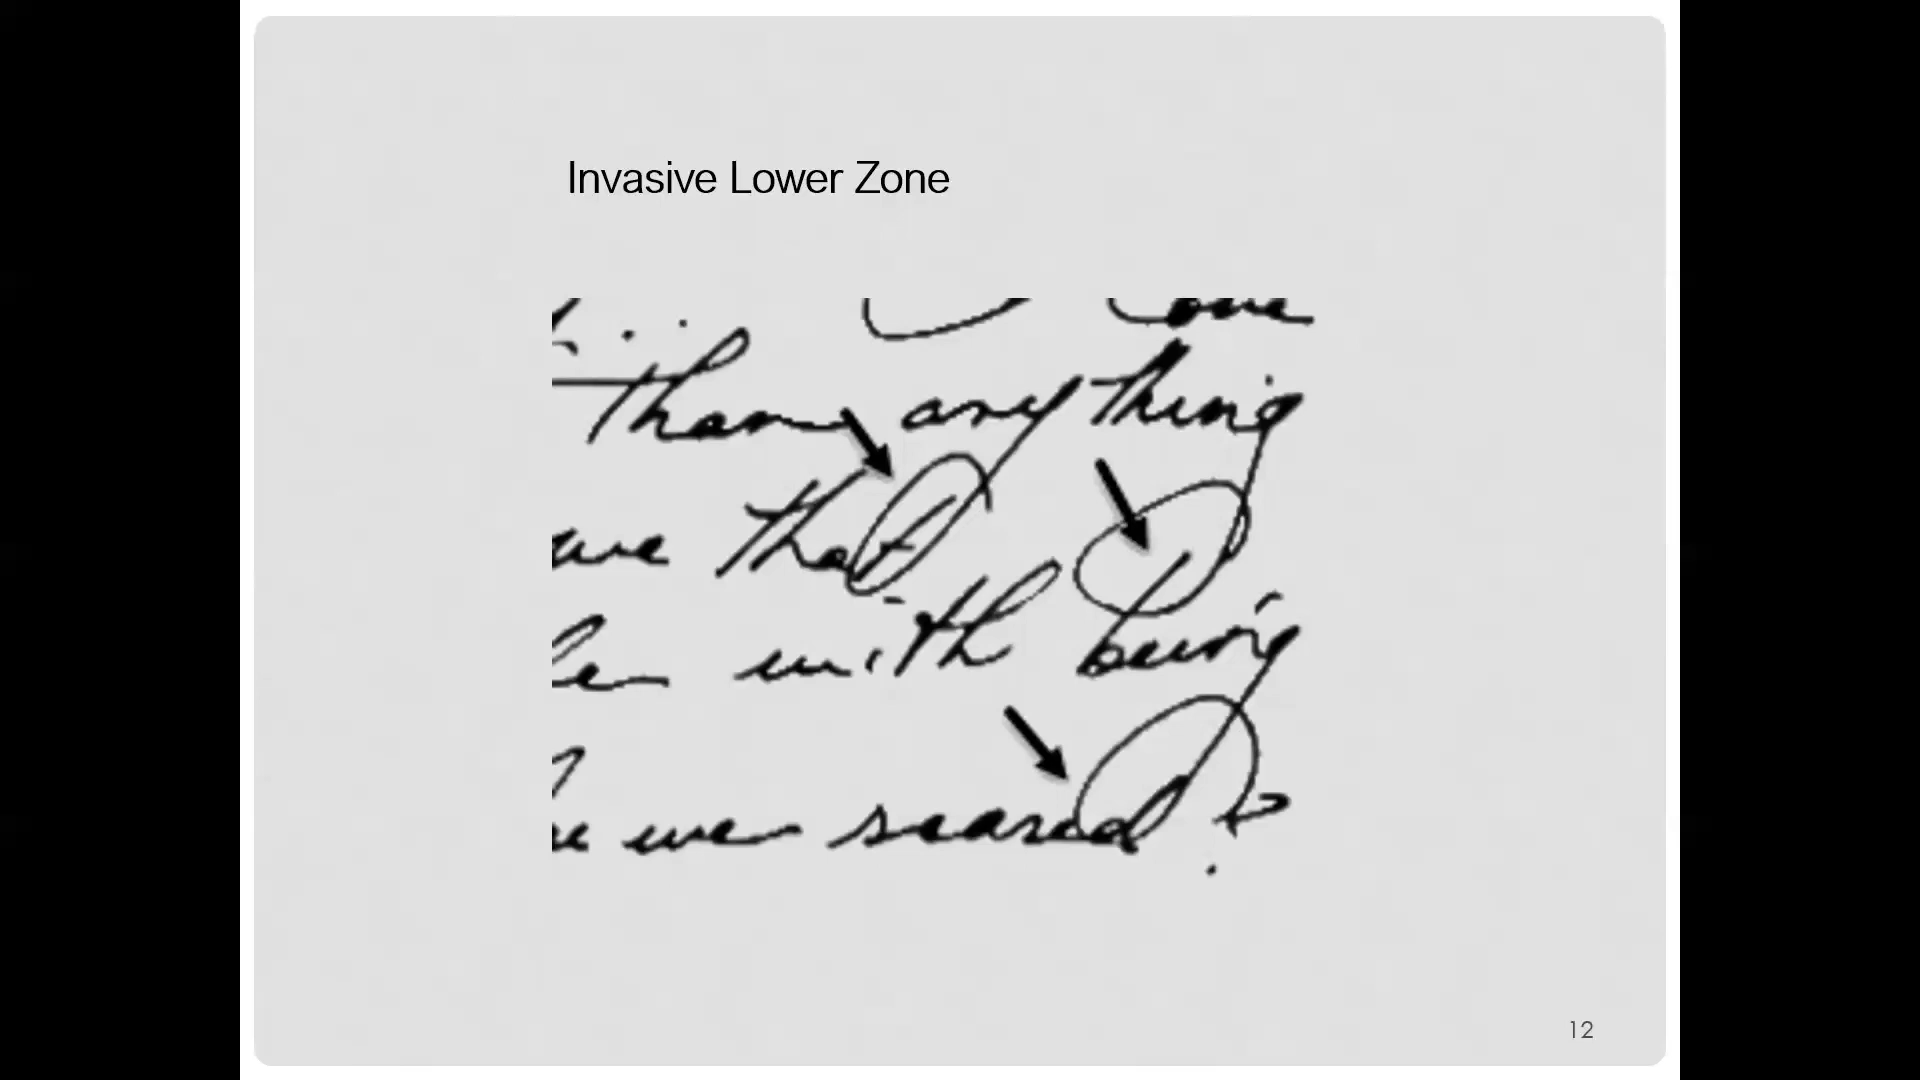 Invasive Lower Zone
than anything
we that
with being
we scared ?
12